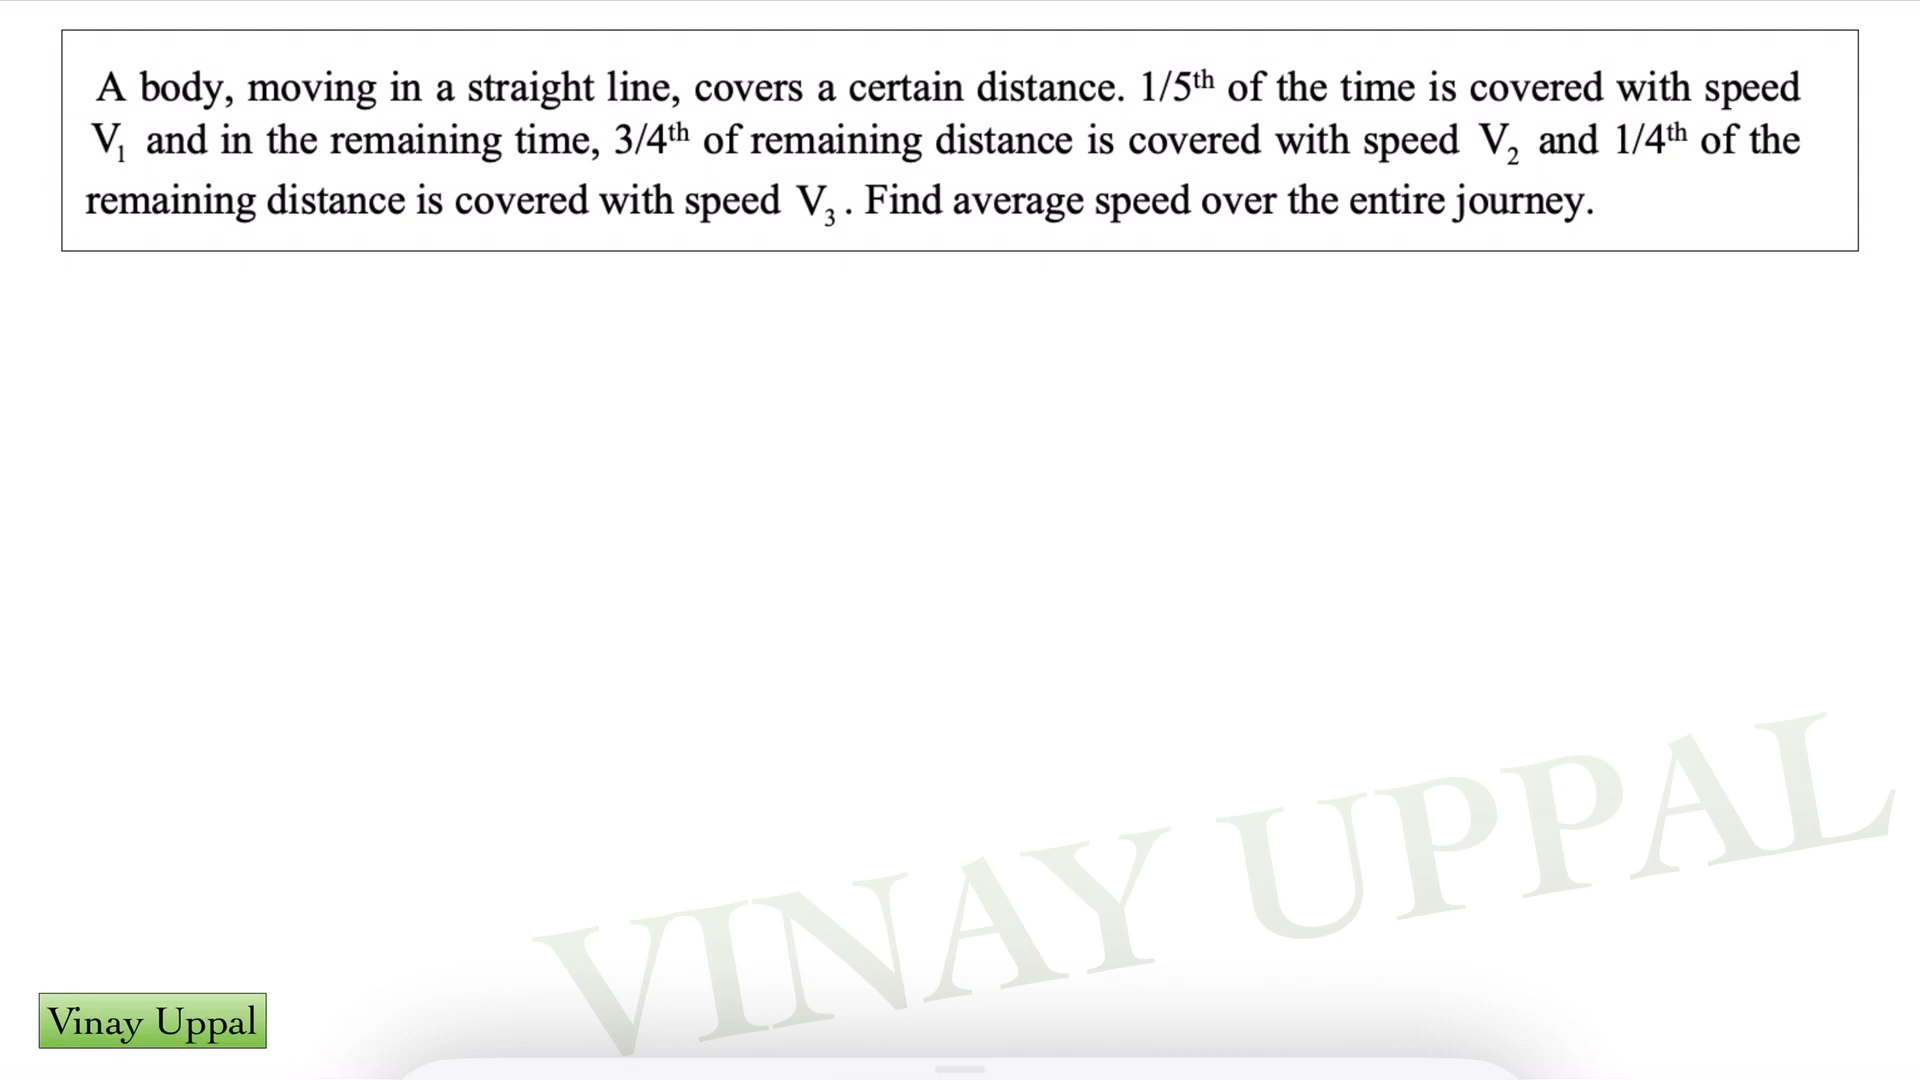 A body, moving in a straight line, covers a certain distance. 1/5th of the time is covered with speed
V1 and in the remaining time, 3/4th of remaining distance is covered with speed V2 and 1/4th of the
remaining distance is covered with speed V3 . Find average speed over the entire journey.
VINAY UPPAL
Vinay Uppal